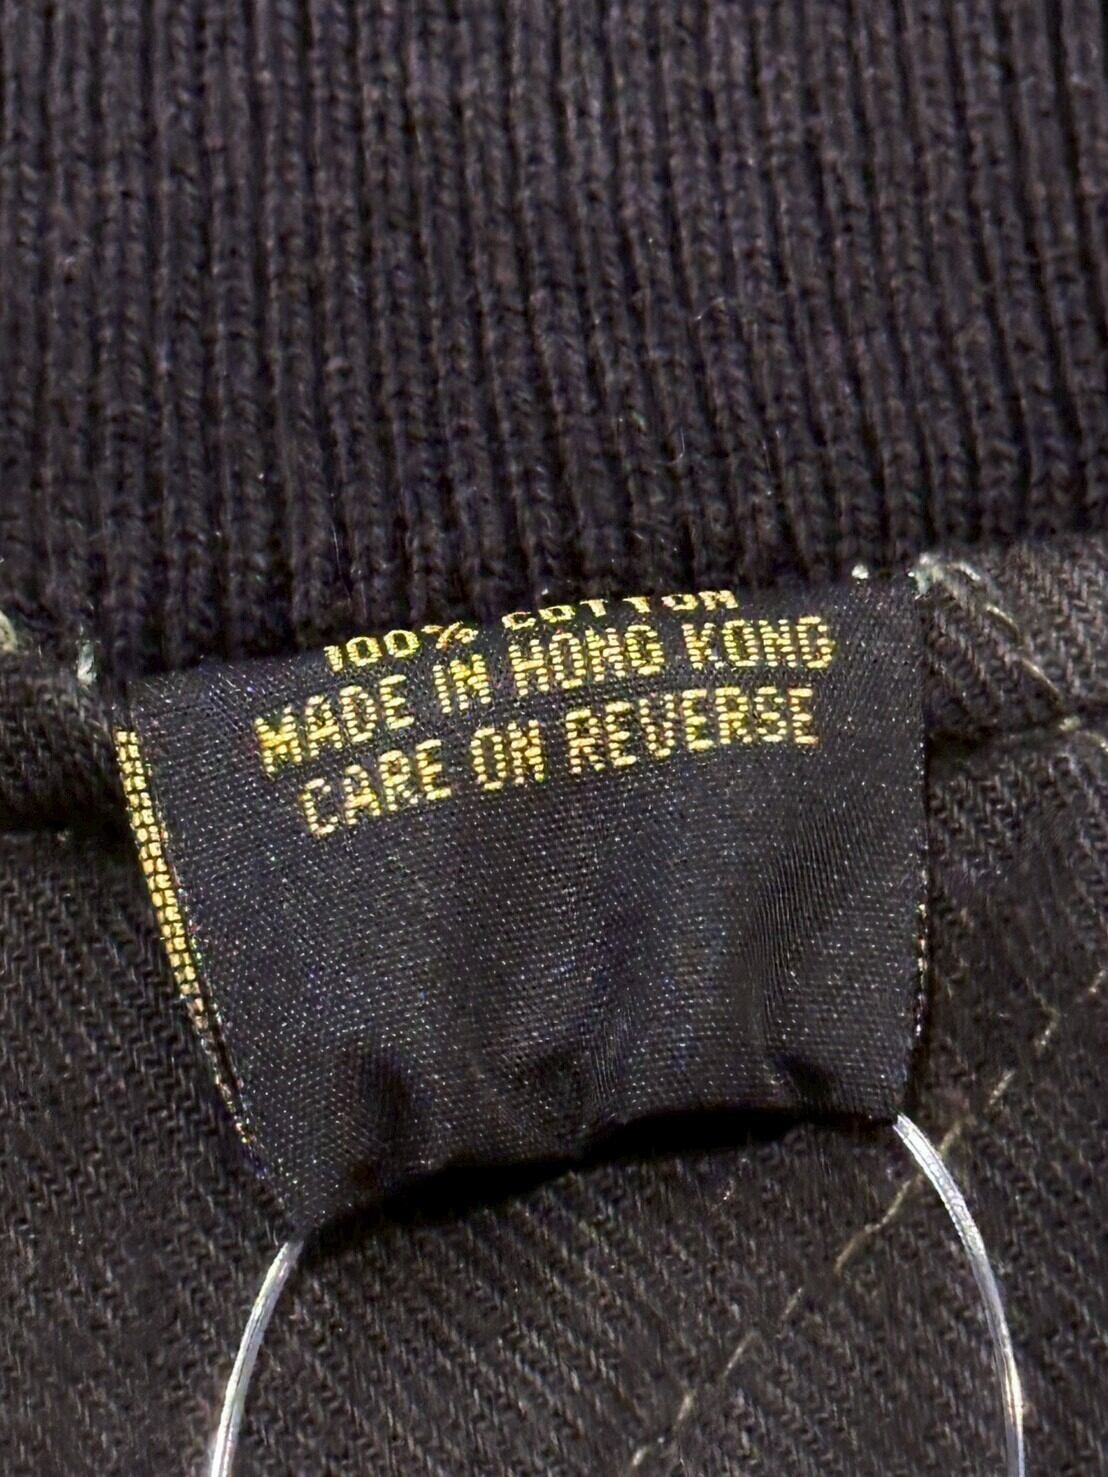 100% COTTON
MADE IN HONG KONG
CARE ON REVERSE